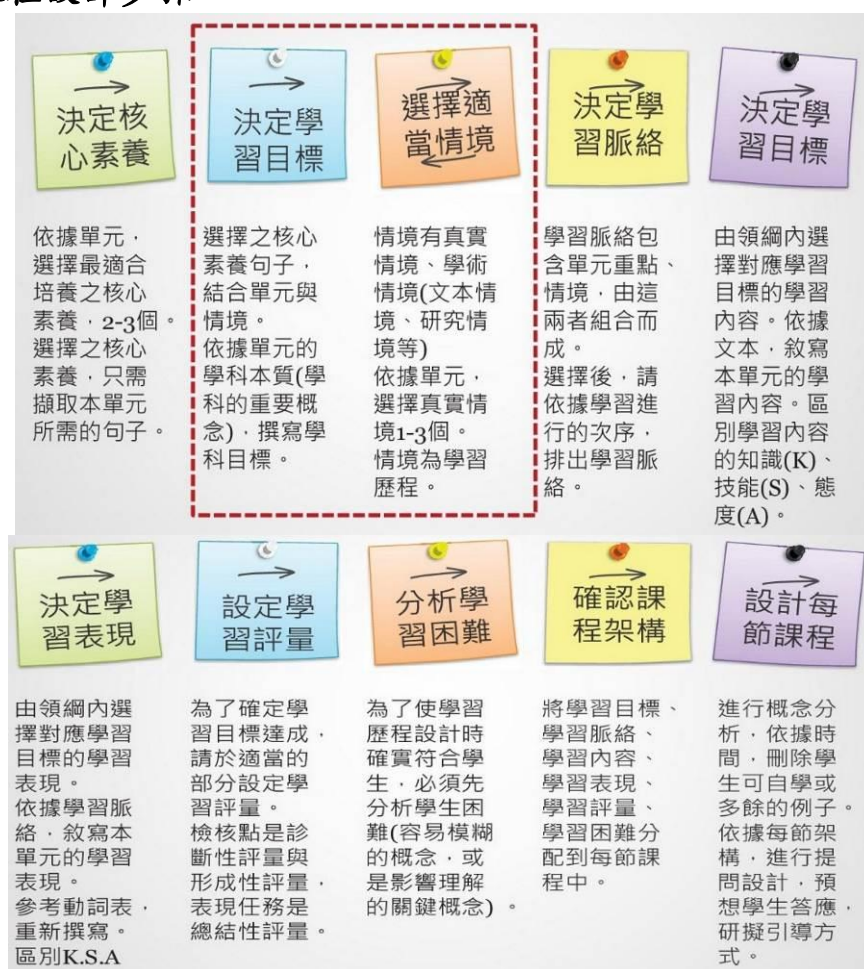 決定核
心素養
依據單元，
選擇最適合
培養之核心
素養，2-3個。
選擇之核心
素養，只需
擷取本單元
所需的句子。
決定學
習目標
選擇之核心
素養句子，
結合單元與
情境。
依據單元的
學科本質(學
科的重要概
念)，撰寫學
科目標。
選擇適
當情境
情境有真實
情境、學術
情境(文本情
境、研究情
境等)
依據單元，
選擇真實情
境1-3個。
情境為學習
歷程。
決定學
習脈絡
學習脈絡包
含單元重點、
情境，由這
兩者組合而
成。
選擇後，請
依據學習進
行的次序，
排出學習脈
絡。
決定學
習目標
由領綱內選
擇對應學習
目標的學習
內容。依據
文本，敘寫
本單元的學
習內容。區
別學習內容
的知識(K)、
技能(S)、態
度(A)。
決定學
習表現
由領綱內選
擇對應學習
目標的學習
表現。
依據學習脈
絡，敘寫本
單元的學習
表現。
參考動詞表，
重新撰寫。
區別K.S.A
設定學
習評量
為了確定學
習目標達成，
請於適當的
部分設定學
習評量。
檢核點是診
斷性評量與
形成性評量，
表現任務是
總結性評量。
分析學
習困難
為了使學習
歷程設計時
確實符合學
生，必須先
分析學生困
難(容易模糊
的概念，或
是影響理解
的關鍵概念)。
確認課
程架構
將學習目標、
學習脈絡、
學習內容、
學習表現、
學習評量、
學習困難分
配到每節課
程中。
設計每
節課程
進行概念分
析，依據時
間，刪除學
生可自學或
多餘的例子。
依據每節架
構，進行提
問設計，預
想學生答應，
研擬引導方
式。